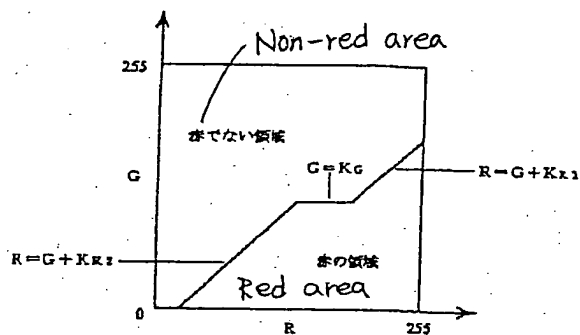 Non-red area
255
赤でない領域
G=KG
G
R=G+KR1
R=G+KR2
赤の領域
Red area
0
R
255